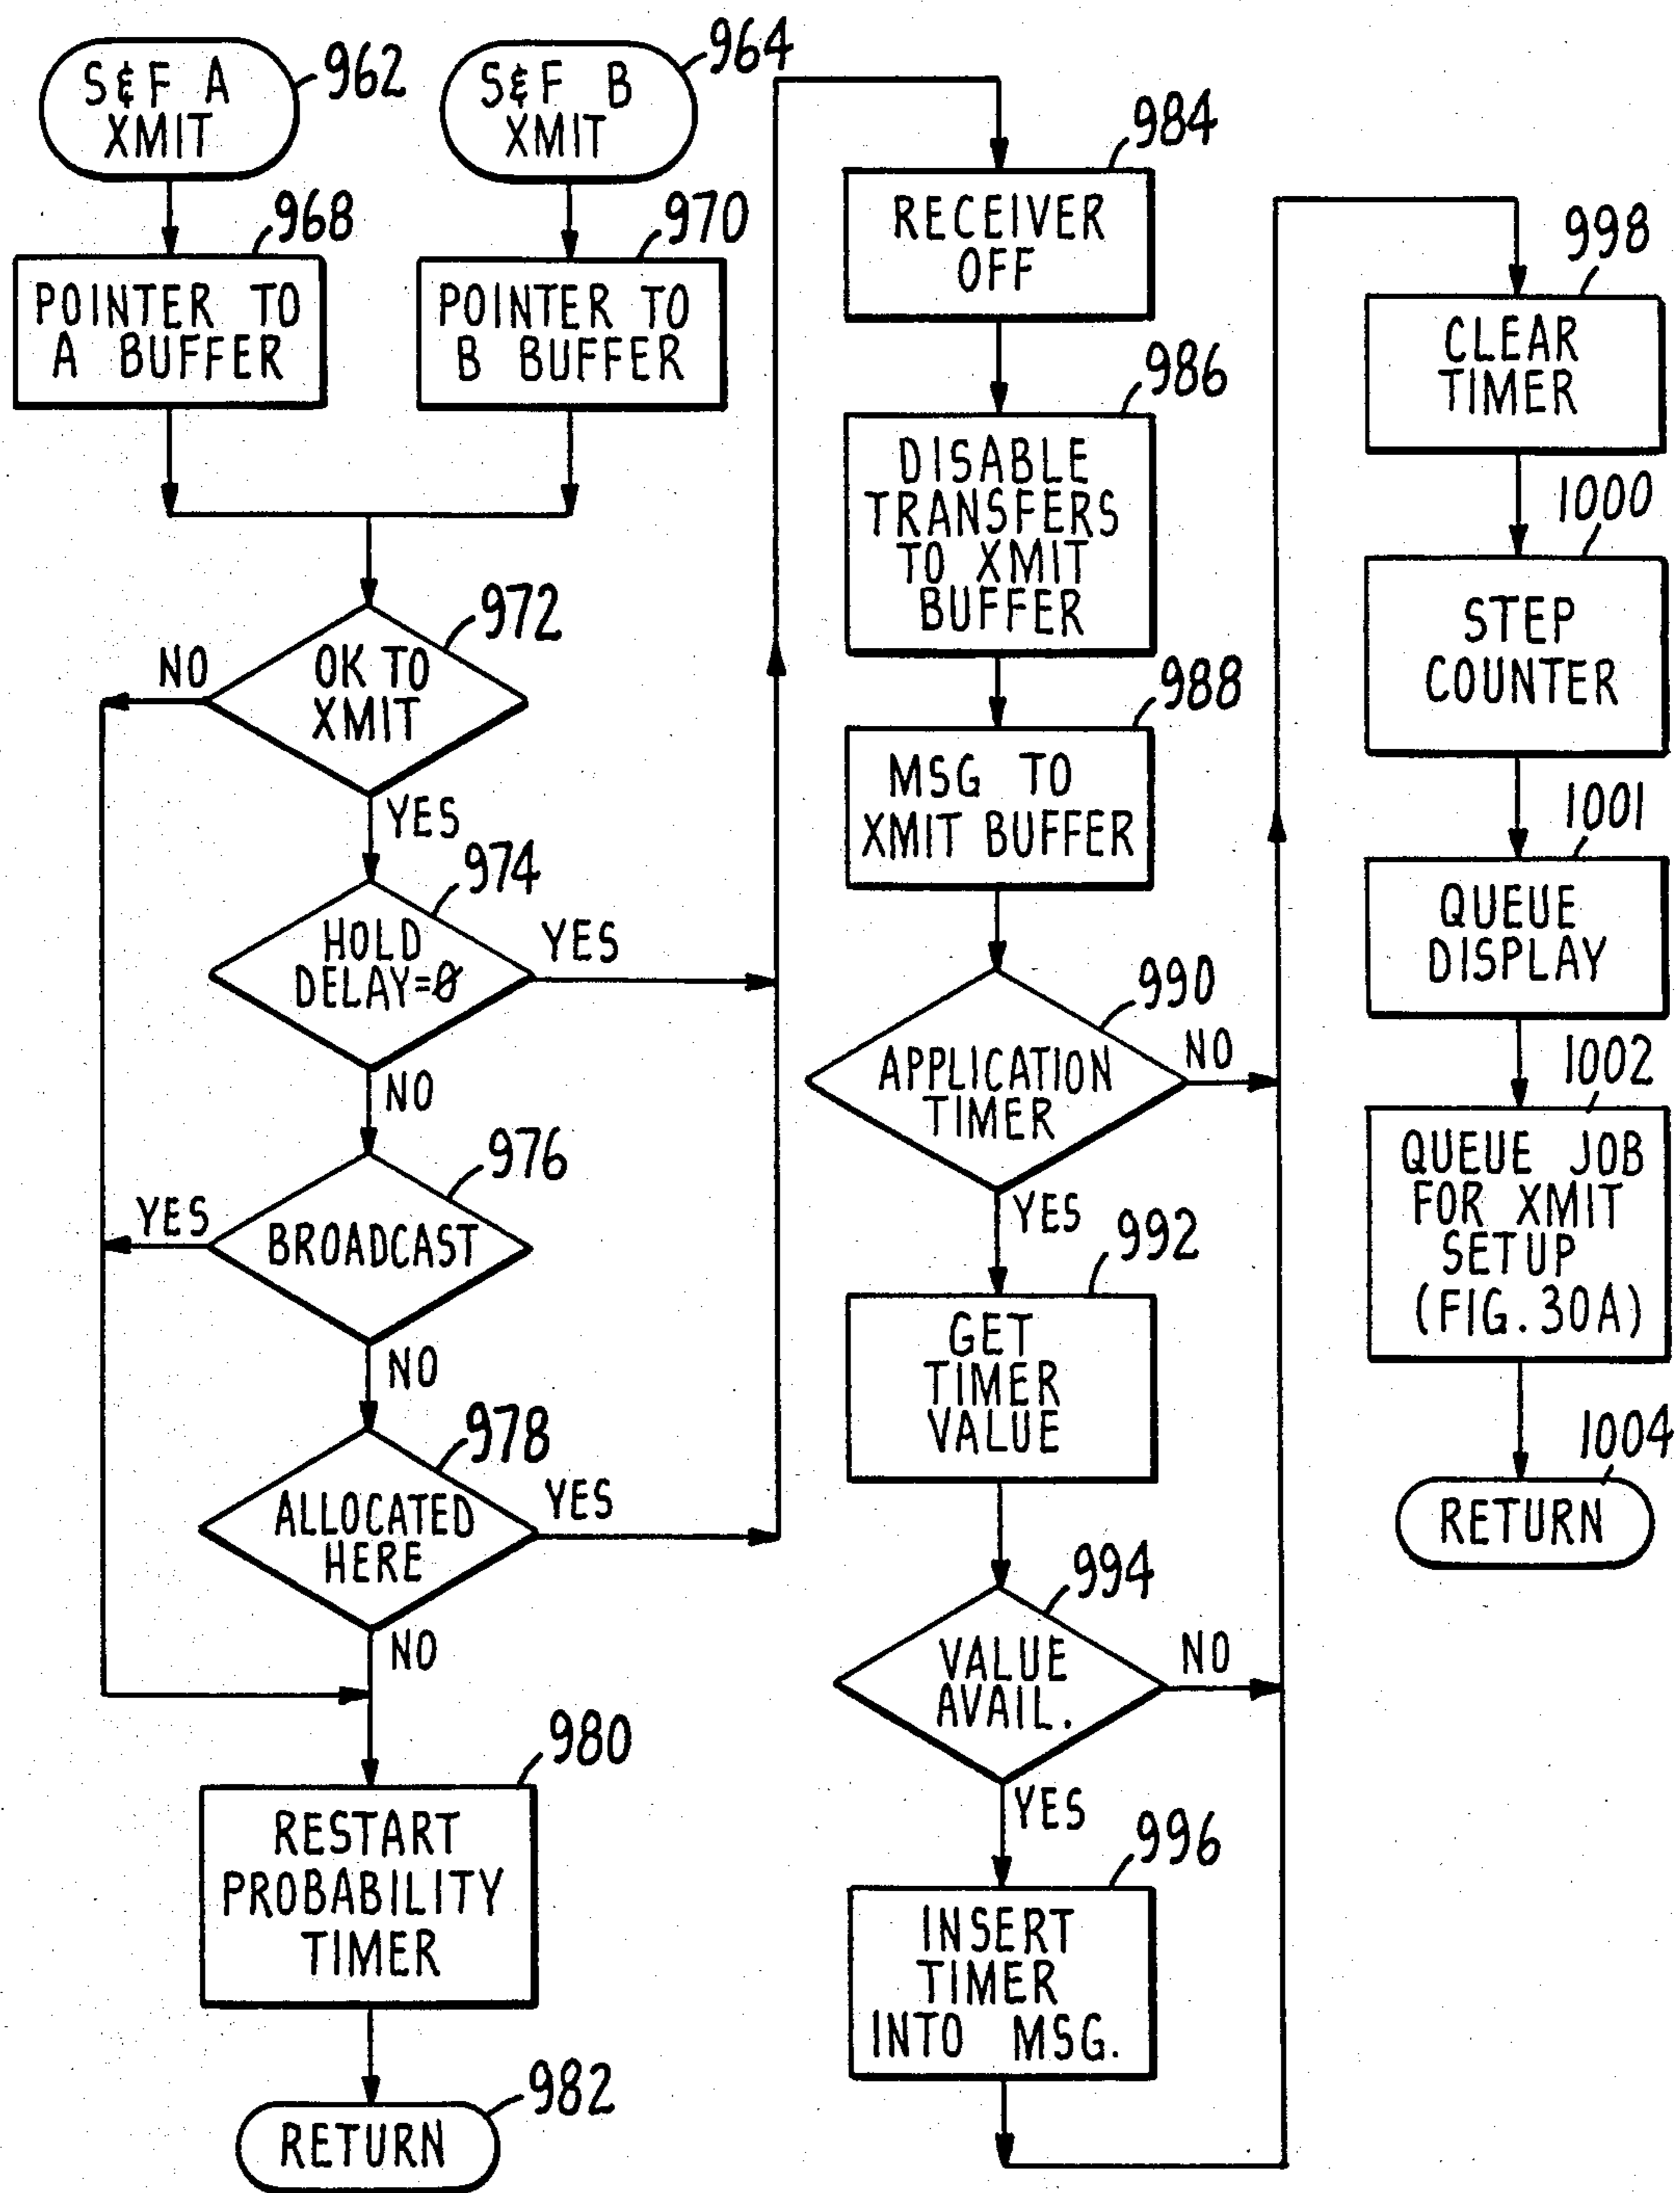 S&F A
XMIT
962
S&F B
XMIT
964
968
POINTER TO
A BUFFER
970
POINTER TO
B BUFFER
972
OK TO
XMIT
NO
YES
974
HOLD
DELAY=0
YES
NO
976
BROADCAST
YES
NO
978
ALLOCATED
HERE
YES
NO
980
RESTART
PROBABILITY
TIMER
982
RETURN
984
RECEIVER
OFF
986
DISABLE
TRANSFERS
TO XMIT
BUFFER
988
MSG TO
XMIT BUFFER
990
APPLICATION
TIMER
NO
YES
992
GET
TIMER
VALUE
994
VALUE
AVAIL.
NO
YES
996
INSERT
TIMER
INTO MSG.
998
CLEAR
TIMER
1000
STEP
COUNTER
1001
QUEUE
DISPLAY
1002
QUEUE JOB
FOR XMIT
SETUP
(FIG.30A)
1004
RETURN